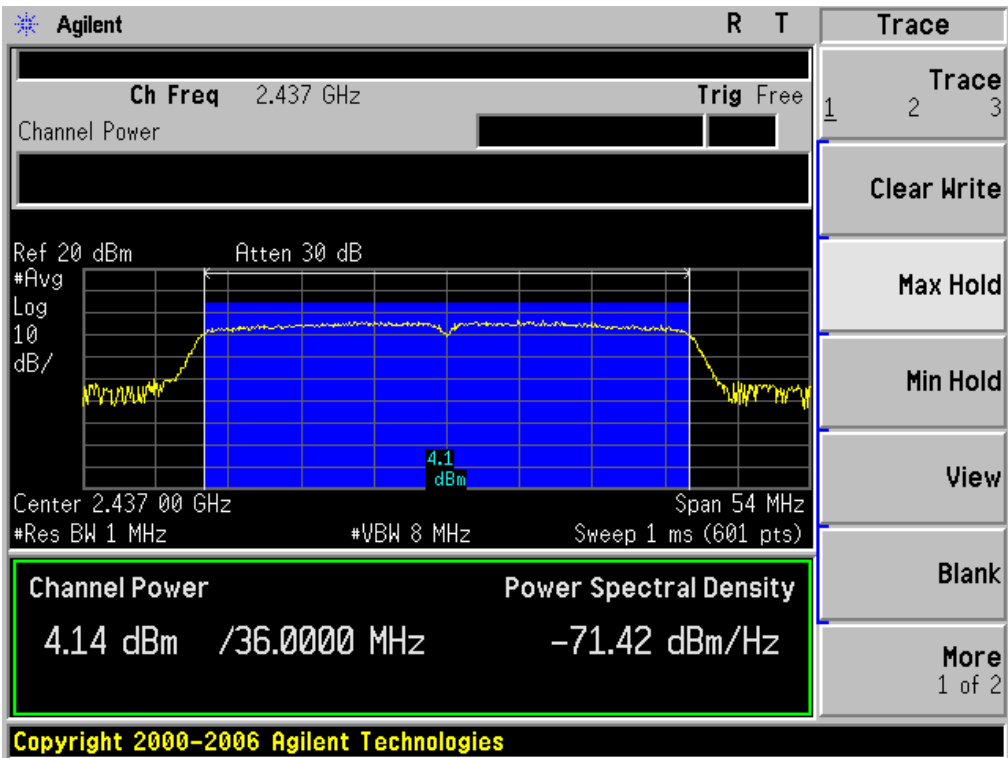 Agilent R T Trace
Ch Freq 2.437 GHz Trig Free
Channel Power
Trace
1 2 3
Clear Write
Max Hold
Min Hold
View
Blank
More
1 of 2
Ref 20 dBm Atten 30 dB
#Avg
Log
10
dB/
4.1
dBm
Center 2.437 00 GHz Span 54 MHz
#Res BW 1 MHz #VBW 8 MHz Sweep 1 ms (601 pts)
Channel Power Power Spectral Density
4.14 dBm /36.0000 MHz -71.42 dBm/Hz
Copyright 2000-2006 Agilent Technologies